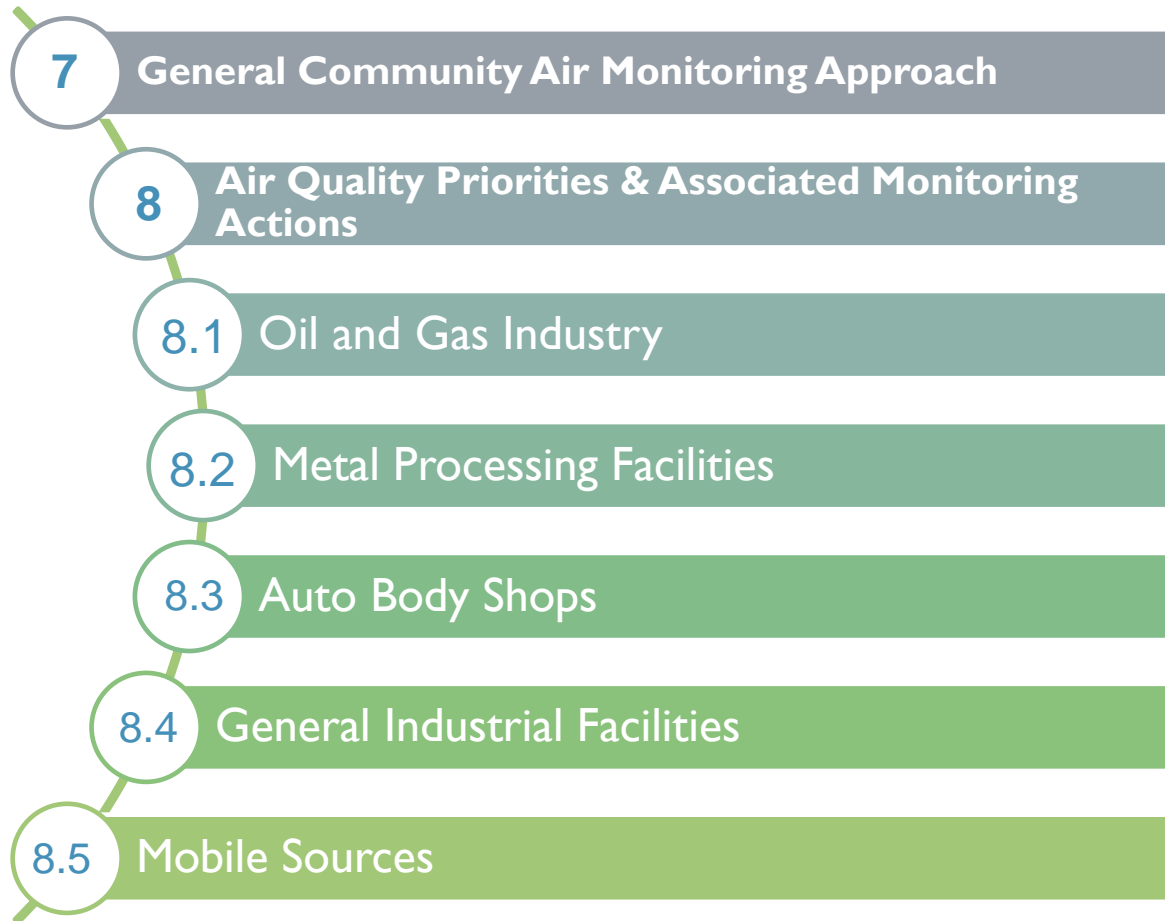 7
General Community Air Monitoring Approach
8
Air Quality Priorities & Associated Monitoring
Actions
8.1
Oil and Gas Industry
8.2
Metal Processing Facilities
8.3
Auto Body Shops
8.4
General Industrial Facilities
8.5
Mobile Sources